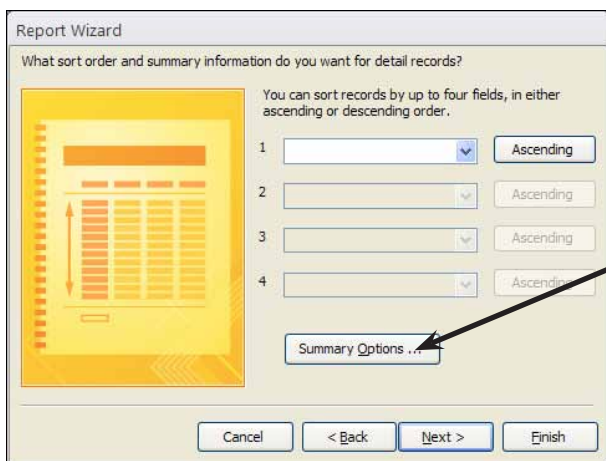 Report Wizard
What sort order and summary information do you want for detail records?
You can sort records by up to four fields, in either
ascending or descending order.
1 Ascending
2 Ascending
3 Ascending
4 Ascending
Summary Options ...
Cancel < Back Next > Finish